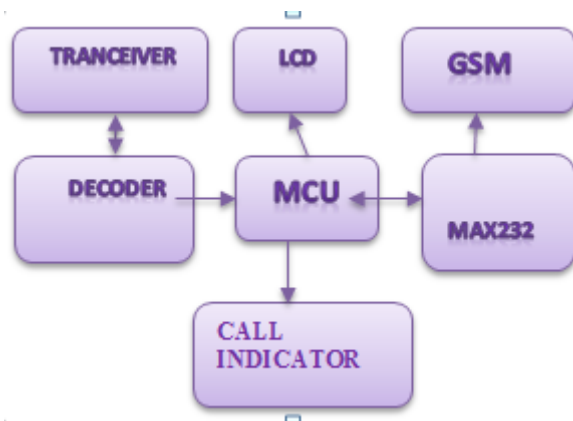 TRANCEIVER
LCD
GSM
DECODER
MCU
MAX232
CALL
INDICATOR